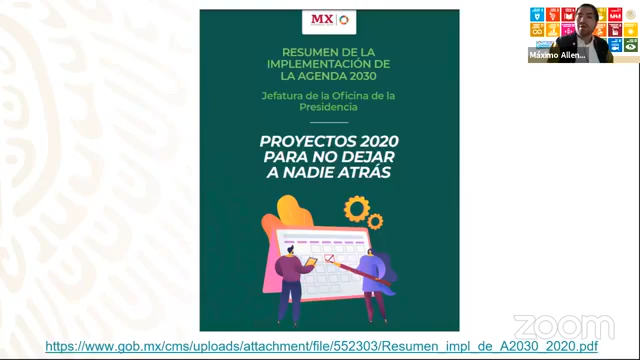 MX
RESUMEN DE LA
IMPLEMENTACIÓN DE
LA AGENDA 2030
Jefatura de la Oficina de la
Presidencia
PROYECTOS 2020
PARA NO DEJAR
A NADIE ATRÁS
Máximo Allen...
zoom
https://www.gob.mx/cms/uploads/attachment/file/552303/Resumen_impl_de_A2030_2020.pdf